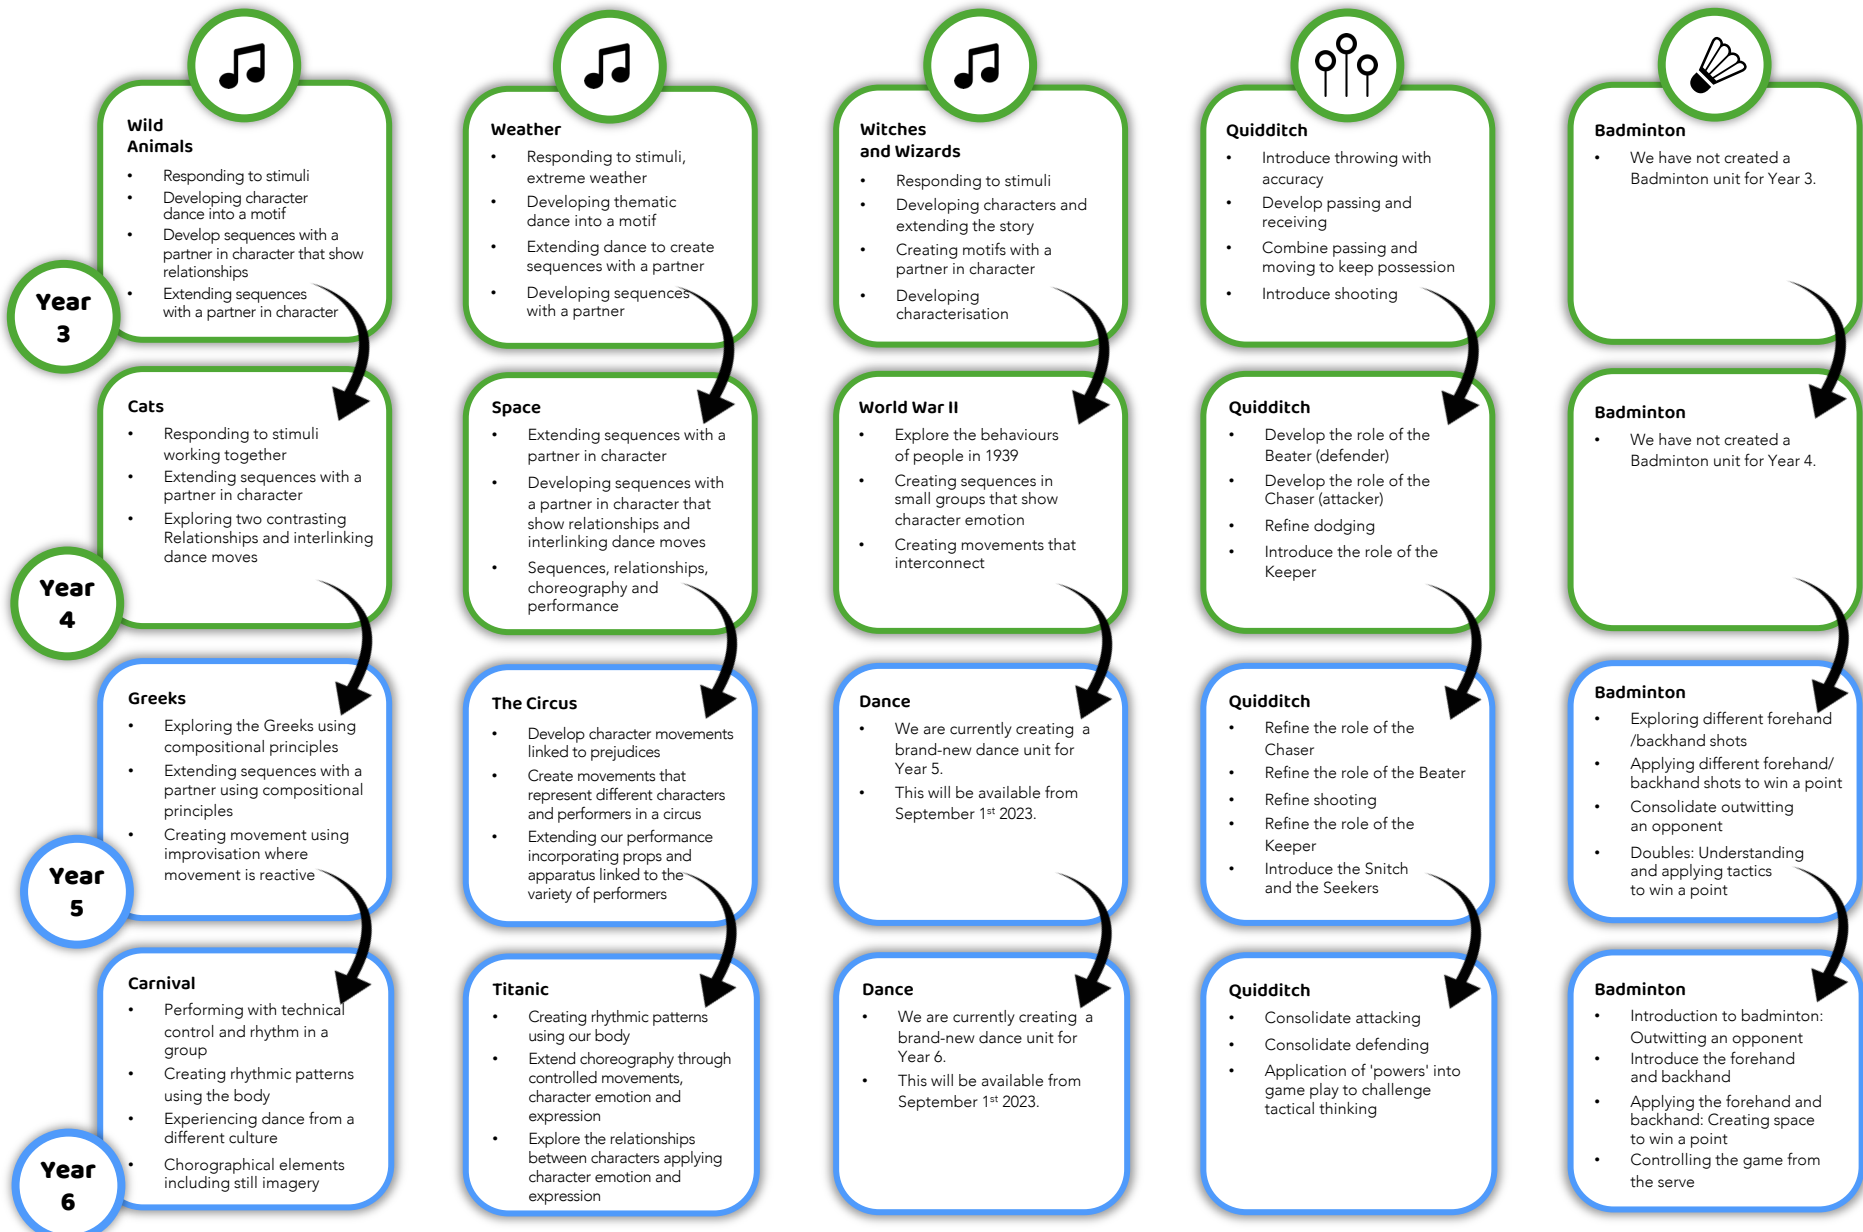 Year
3
Wild
Animals
• Responding to stimuli
• Developing character
dance into a motif
• Develop sequences with a
partner in character that show
relationships
• Extending sequences
with a partner in character
Weather
• Responding to stimuli,
extreme weather
• Developing thematic
dance into a motif
• Extending dance to create
sequences with a partner
• Developing sequences
with a partner
Witches
and Wizards
• Responding to stimuli
• Developing characters and
extending the story
• Creating motifs with a
partner in character
• Developing
characterisation
Quidditch
• Introduce throwing with
accuracy
• Develop passing and
receiving
• Combine passing and
moving to keep possession
• Introduce shooting
Badminton
• We have not created a
Badminton unit for Year 3.
Year
4
Cats
• Responding to stimuli
working together
• Extending sequences with a
partner in character
• Exploring two contrasting
Relationships and interlinking
dance moves
Space
• Extending sequences with a
partner in character
• Developing sequences with
a partner in character that
show relationships and
interlinking dance moves
• Sequences, relationships,
choreography and
performance
World War II
• Explore the behaviours
of people in 1939
• Creating sequences in
small groups that show
character emotion
• Creating movements that
interconnect
Quidditch
• Develop the role of the
Beater (defender)
• Develop the role of the
Chaser (attacker)
• Refine dodging
• Introduce the role of the
Keeper
Badminton
• We have not created a
Badminton unit for Year 4.
Year
5
Greeks
• Exploring the Greeks using
compositional principles
• Extending sequences with a
partner using compositional
principles
• Creating movement using
improvisation where
movement is reactive
The Circus
• Develop character movements
linked to prejudices
• Create movements that
represent different characters
and performers in a circus
• Extending our performance
incorporating props and
apparatus linked to the
variety of performers
Dance
• We are currently creating a
brand-new dance unit for
Year 5.
• This will be available from
September 1st 2023.
Quidditch
• Refine the role of the
Chaser
• Refine the role of the Beater
• Refine shooting
• Refine the role of the
Keeper
• Introduce the Snitch
and the Seekers
Badminton
• Exploring different forehand
/backhand shots
• Applying different forehand/
backhand shots to win a point
• Consolidate outwitting
an opponent
• Doubles: Understanding
and applying tactics
to win a point
Year
6
Carnival
• Performing with technical
control and rhythm in a
group
• Creating rhythmic patterns
using the body
• Experiencing dance from a
different culture
• Chorographical elements
including still imagery
Titanic
• Creating rhythmic patterns
using our body
• Extend choreography through
controlled movements,
character emotion and
expression
• Explore the relationships
between characters applying
character emotion and
expression
Dance
• We are currently creating a
brand-new dance unit for
Year 6.
• This will be available from
September 1st 2023.
Quidditch
• Consolidate attacking
• Consolidate defending
• Application of 'powers' into
game play to challenge
tactical thinking
Badminton
• Introduction to badminton:
Outwitting an opponent
• Introduce the forehand
and backhand
• Applying the forehand and
backhand: Creating space
to win a point
• Controlling the game from
the serve